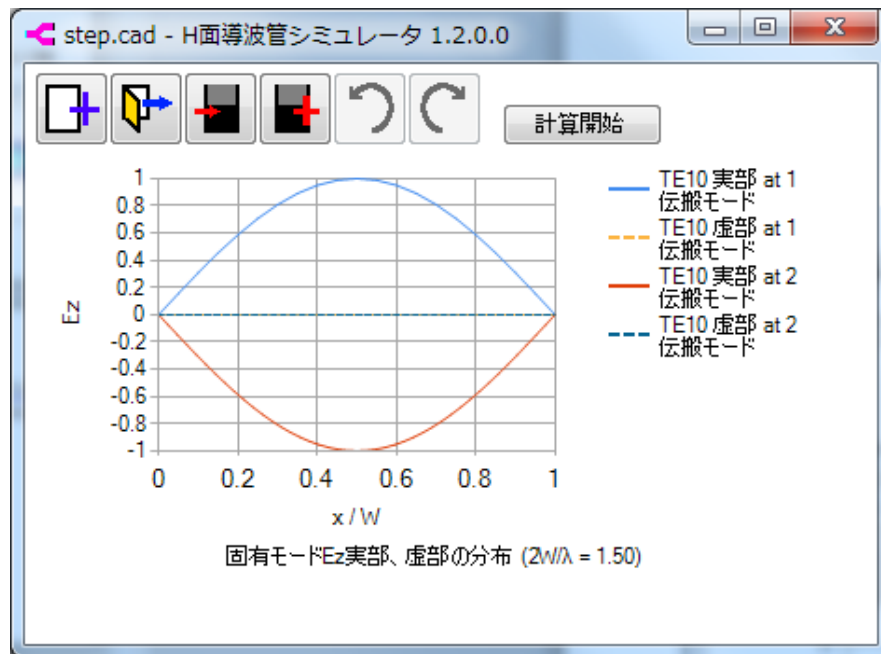 step.cad - H面導波管シミュレータ 1.2.0.0
計算開始
1
0.8
0.6
0.4
0.2
0
-0.2
-0.4
-0.6
-0.8
-1
Ez
0 0.2 0.4 0.6 0.8 1
x / W
TE10 実部 at 1
伝搬モード
TE10 虚部 at 1
伝搬モード
TE10 実部 at 2
伝搬モード
TE10 虚部 at 2
伝搬モード
固有モードEz実部、虚部の分布 (2W/λ = 1.50)